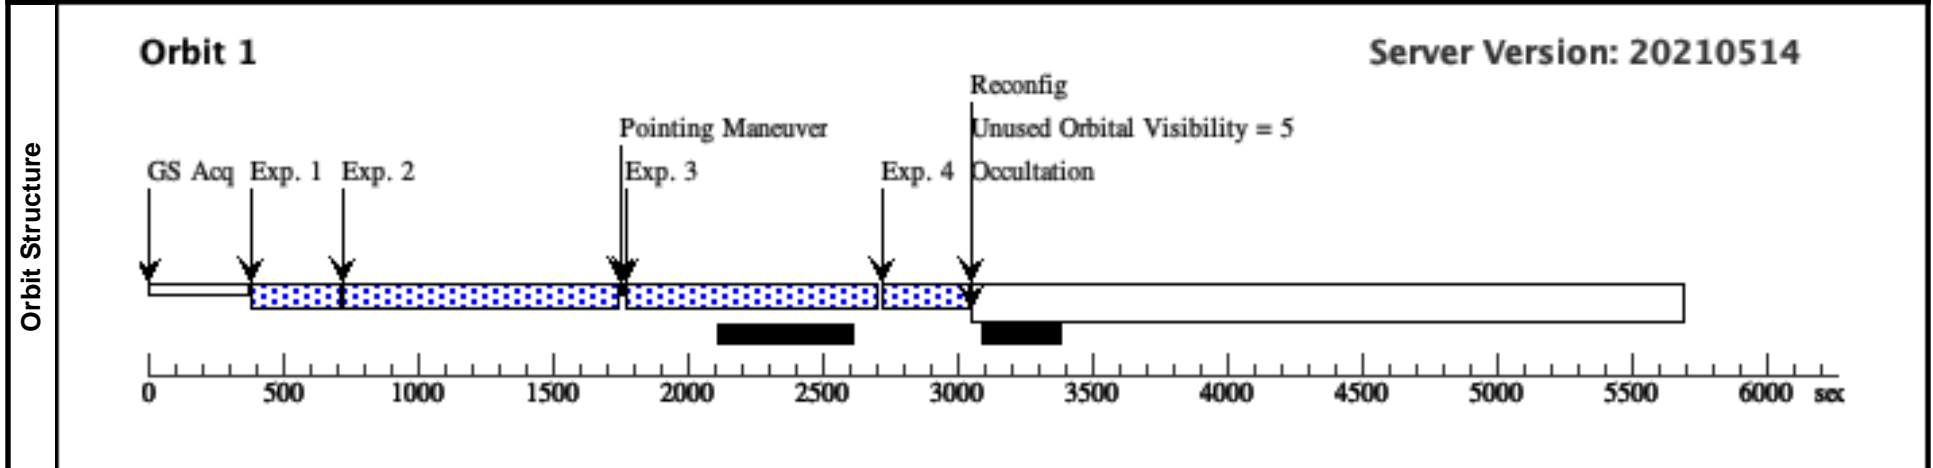 Orbit Structure
Orbit 1
Server Version: 20210514
Reconfig
Pointing Maneuver
Unused Orbital Visibility = 5
GS Acq
Exp. 1
Exp. 2
Exp. 3
Exp. 4
Occultation
0 500 1000 1500 2000 2500 3000 3500 4000 4500 5000 5500 6000 sec